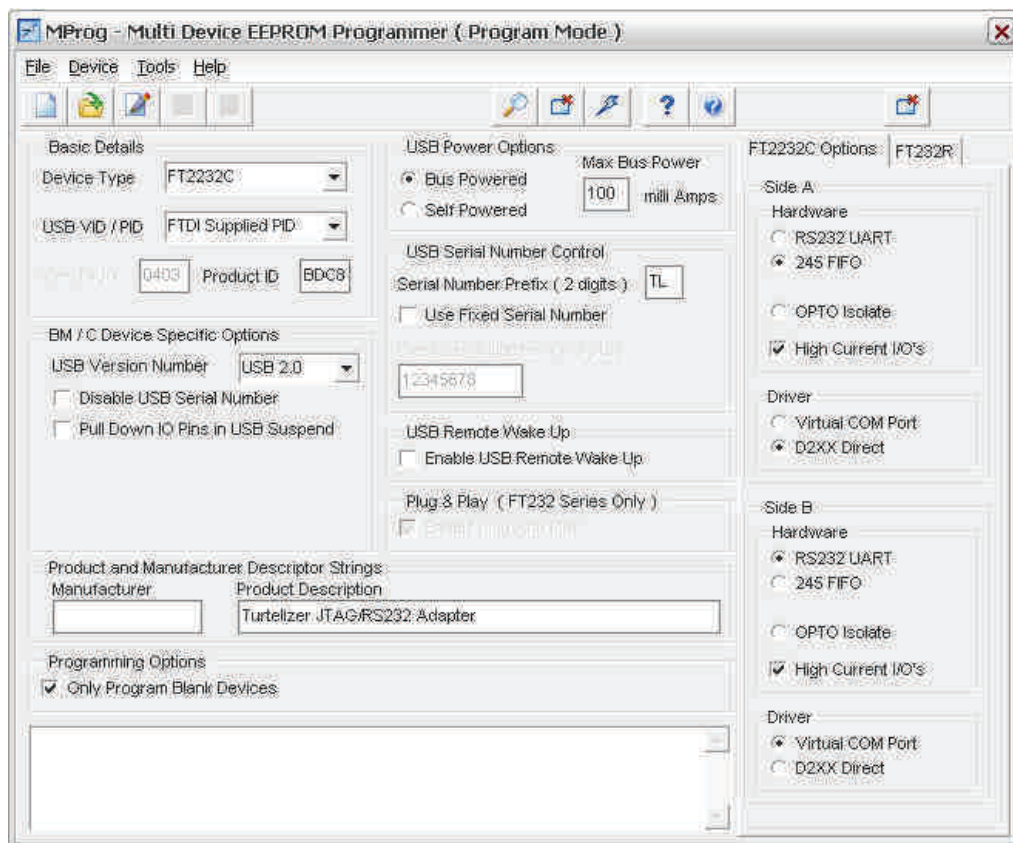 MProg - Multi Device EEPROM Programmer ( Program Mode )
File Device Tools Help
Basic Details
Device Type FT2232C
USB VID / PID FTDI Supplied PID
0403 Product ID BDC8
BM / C Device Specific Options
USB Version Number USB 2.0
Disable USB Serial Number
Pull Down IO Pins in USB Suspend
USB Power Options
Bus Powered
Self Powered
Max Bus Power
100 milli Amps
USB Serial Number Control
Serial Number Prefix ( 2 digits ) TL
Use Fixed Serial Number
12345678
USB Remote Wake Up
Enable USB Remote Wake Up
Plug & Play ( FT232 Series Only )
Product and Manufacturer Descriptor Strings
Manufacturer Product Description
Turtelizer JTAG/RS232 Adapter
Programming Options
Only Program Blank Devices
FT2232C Options FT232R
Side A
Hardware
RS232 UART
245 FIFO
OPTO Isolate
High Current I/O's
Driver
Virtual COM Port
D2XX Direct
Side B
Hardware
RS232 UART
245 FIFO
OPTO Isolate
High Current I/O's
Driver
Virtual COM Port
D2XX Direct